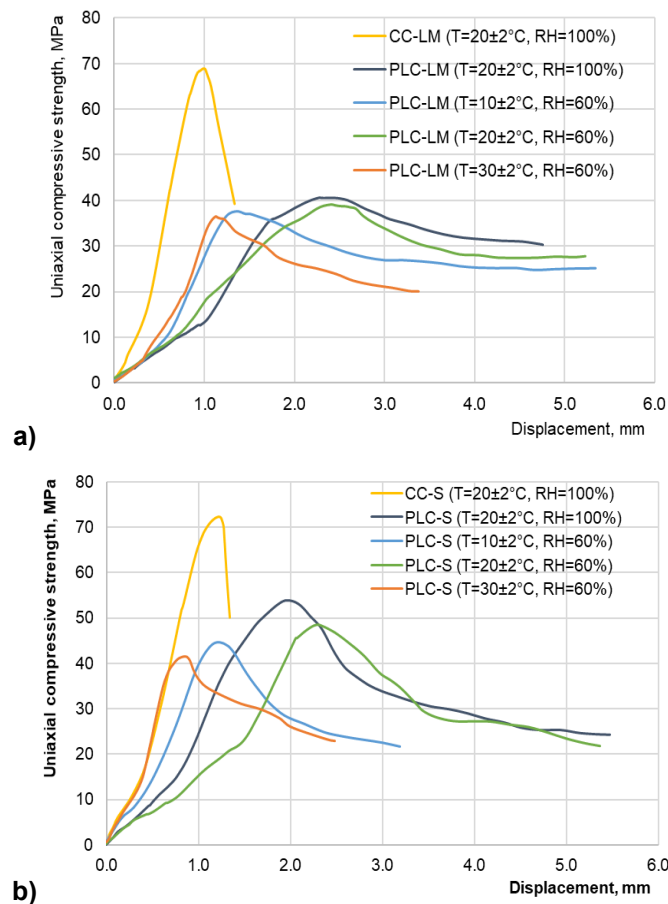 80
70
60
50
40
30
20
10
0
Uniaxial compressive strength, MPa
CC-LM (T=20±2°C, RH=100%)
PLC-LM (T=20±2°C, RH=100%)
PLC-LM (T=10±2°C, RH=60%)
PLC-LM (T=20±2°C, RH=60%)
PLC-LM (T=30±2°C, RH=60%)
0.0 1.0 2.0 3.0 4.0 5.0 6.0
Displacement, mm
a)
80
70
60
50
40
30
20
10
0
Uniaxial compressive strength, MPa
CC-S (T=20±2°C, RH=100%)
PLC-S (T=20±2°C, RH=100%)
PLC-S (T=10±2°C, RH=60%)
PLC-S (T=20±2°C, RH=60%)
PLC-S (T=30±2°C, RH=60%)
0.0 1.0 2.0 3.0 4.0 5.0 6.0
Displacement, mm
b)